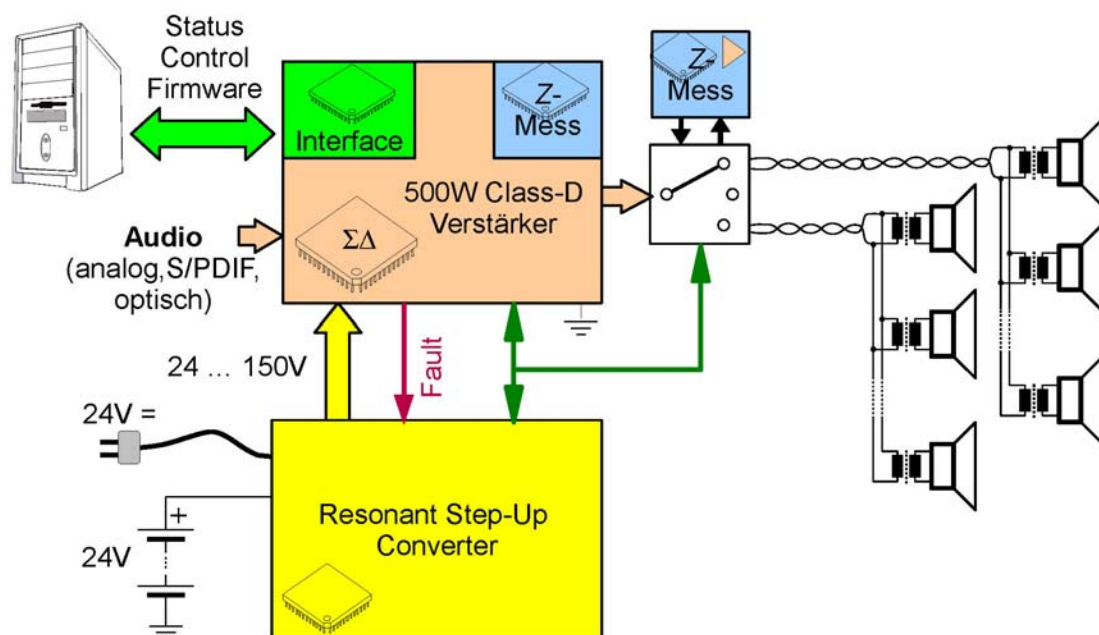 Status
Control
Firmware
Interface
Z-
Mess
Z-
Mess
500W Class-D
Verstärker
ΣΔ
Audio
(analog,S/PDIF,
optisch)
24 ... 150V
Fault
24V =
+
24V
Resonant Step-Up
Converter